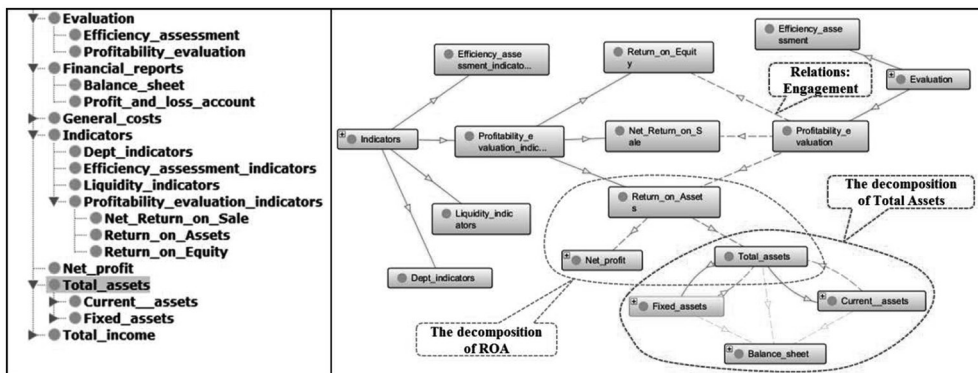 Evaluation
Efficiency_assessment
Profitability_evaluation
Financial_reports
Balance_sheet
Profit_and_loss_account
General_costs
Indicators
Dept_indicators
Efficiency_assessment_indicators
Liquidity_indicators
Profitability_evaluation_indicators
Net_Return_on_Sale
Return_on_Assets
Return_on_Equity
Net_profit
Total_assets
Current__assets
Fixed_assets
Total_income
Efficiency_asse
ssment_indicato...
Return_on_Equit
y
Efficiency_asse
ssment
Relations:
Engagement
Evaluation
Indicators
Profitability_e
valuation_indic...
Net_Return_on_S
ale
Profitability_e
valuation
Return_on_Asset
s
The decomposition
of Total Assets
Liquidity_indic
ators
Net_profit
Total_assets
Dept_indicators
Fixed_assets
Current__assets
The decomposition
of ROA
Balance_sheet